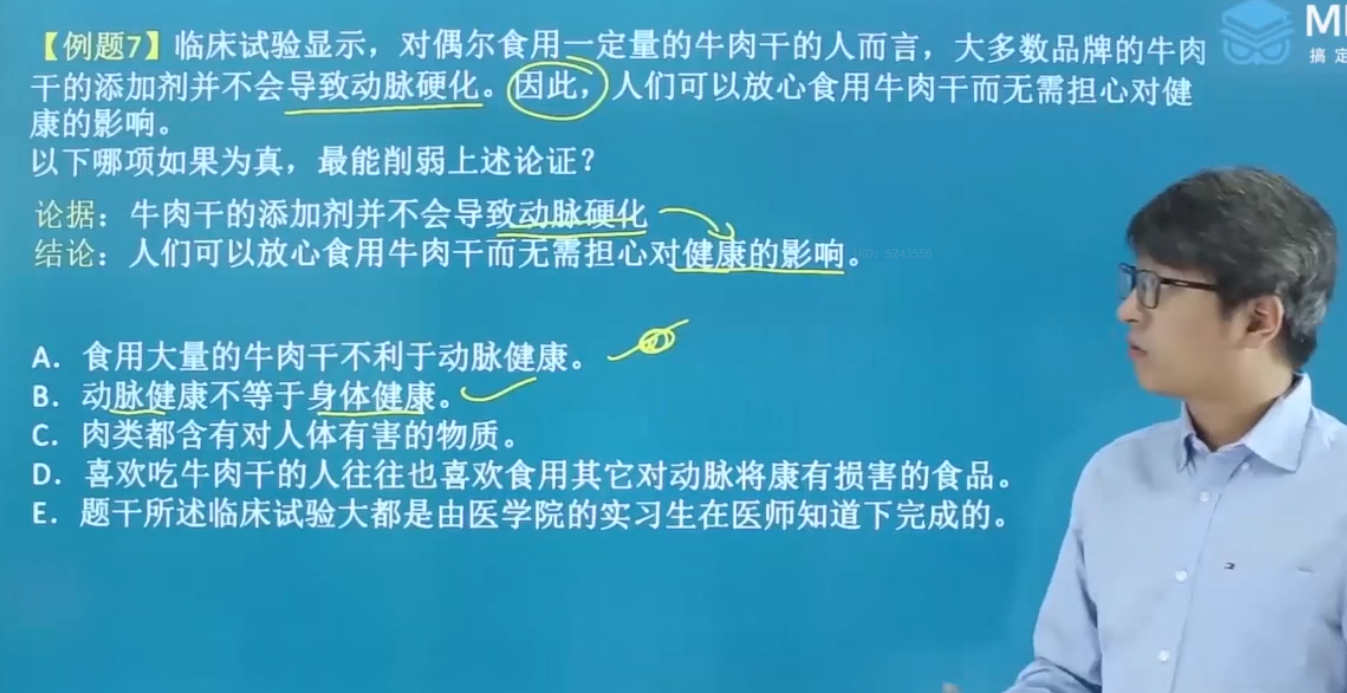 【例题7】临床试验显示，对偶尔食用一定量的牛肉干的人而言，大多数品牌的牛肉
干的添加剂并不会导致动脉硬化。因此，人们可以放心食用牛肉干而无需担心对健
康的影响。
以下哪项如果为真，最能削弱上述论证？
论据：牛肉干的添加剂并不会导致动脉硬化
结论：人们可以放心食用牛肉干而无需担心对健康的影响。
UID：5243556
A．食用大量的牛肉干不利于动脉健康。
B．动脉健康不等于身体健康。
C．肉类都含有对人体有害的物质。
D．喜欢吃牛肉干的人往往也喜欢食用其它对动脉将康有损害的食品。
E．题干所述临床试验大都是由医学院的实习生在医师知道下完成的。
搞定